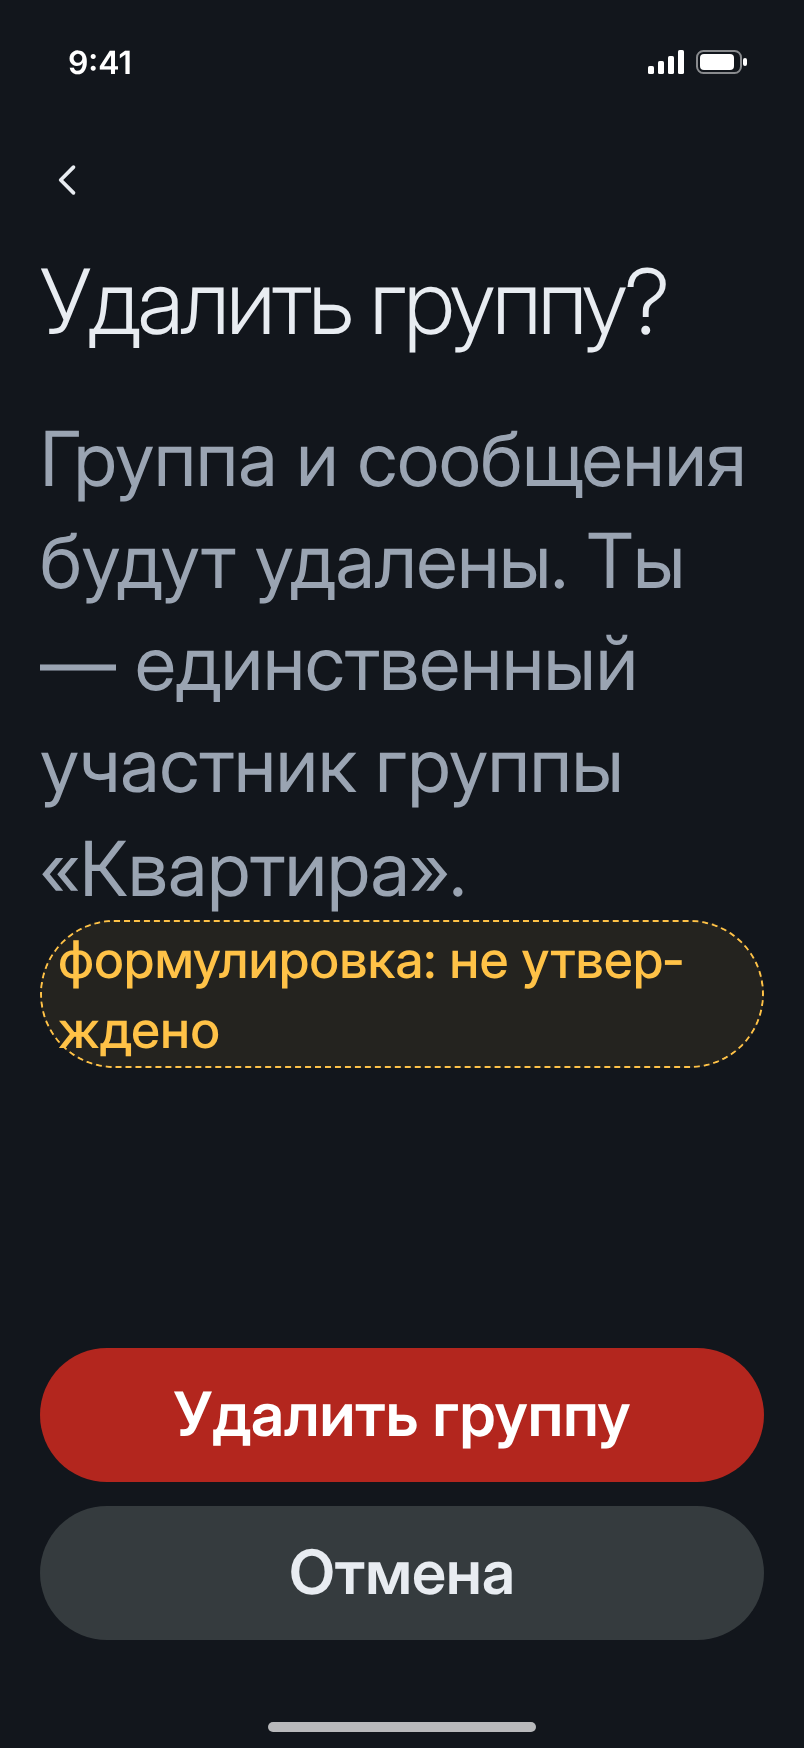 9:41
Удалить группу?
Группа и сообщения
будут удалены. Ты
— единственный
участник группы
«Квартира».
формулировка: не утвер-
ждено
Удалить группу
Отмена